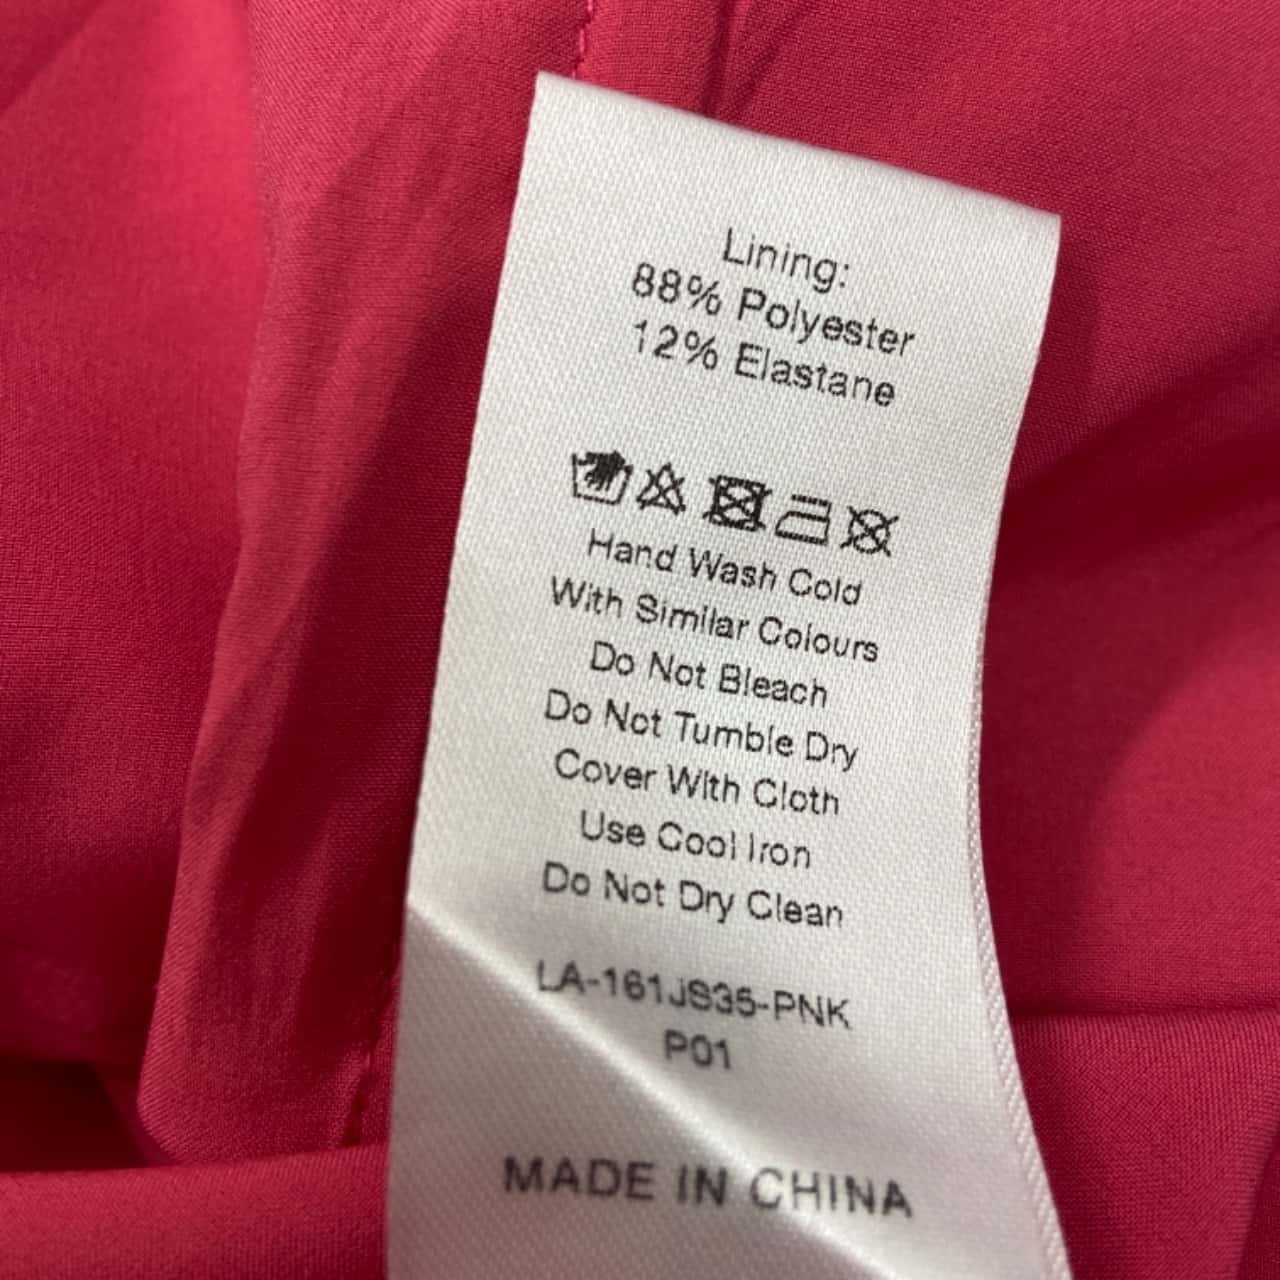 Lining:
88% Polyester
12% Elastane
Hand Wash Cold
With Similar Colours
Do Not Bleach
Do Not Tumble Dry
Cover With Cloth
Use Cool Iron
Do Not Dry Clean
LA-161JS35-PNK
P01
MADE IN CHINA